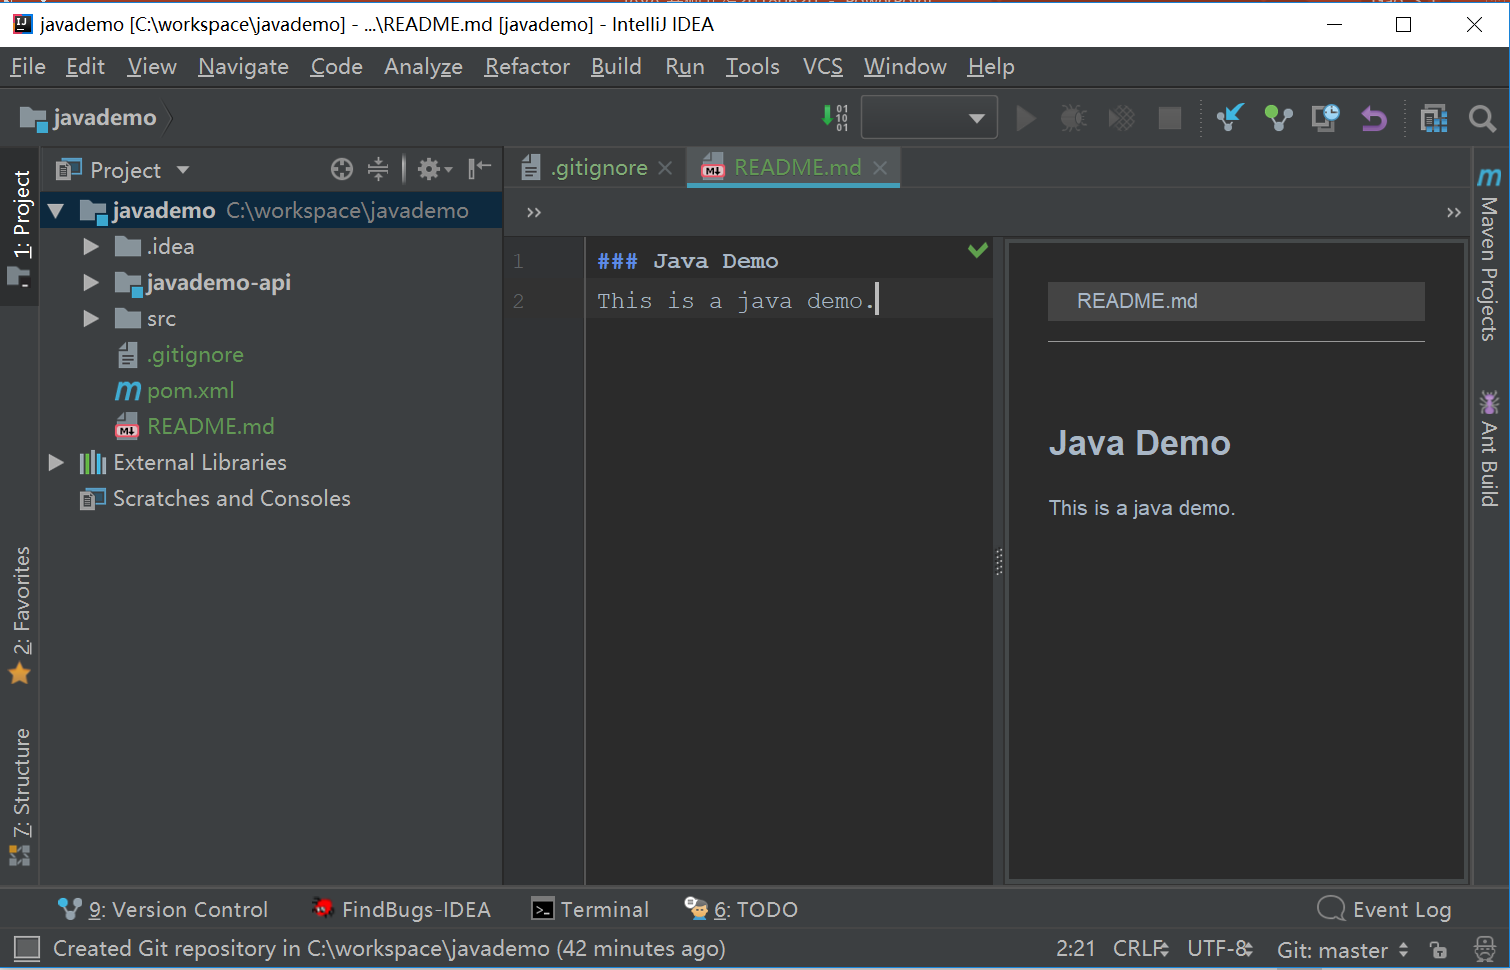 javademo [C:\workspace\javademo] - ...\README.md [javademo] - IntelliJ IDEA
File Edit View Navigate Code Analyze Refactor Build Run Tools VCS Window Help
javademo
Project
.gitignore
README.md
1: Project
javademo C:\workspace\javademo
.idea
javademo-api
src
.gitignore
pom.xml
README.md
External Libraries
Scratches and Consoles
2: Favorites
7: Structure
1 ### Java Demo
2 This is a java demo.
README.md
Java Demo
This is a java demo.
Maven Projects
Ant Build
9: Version Control FindBugs-IDEA Terminal 6: TODO Event Log
Created Git repository in C:\workspace\javademo (42 minutes ago) 2:21 CRLF UTF-8 Git: master